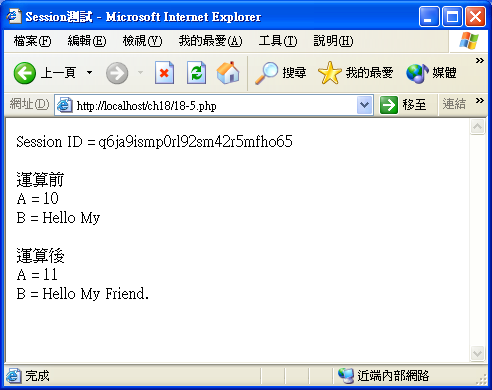 Session測試 - Microsoft Internet Explorer
檔案(F) 編輯(E) 檢視(V) 我的最愛(A) 工具(T) 說明(H)
上一頁 搜尋 我的最愛 媒體 »
網址(D) http://localhost/ch18/18-5.php 移至 連結 »
Session ID = q6ja9ismp0rl92sm42r5mfho65
運算前
A = 10
B = Hello My
運算後
A = 11
B = Hello My Friend.
完成 近端內部網路